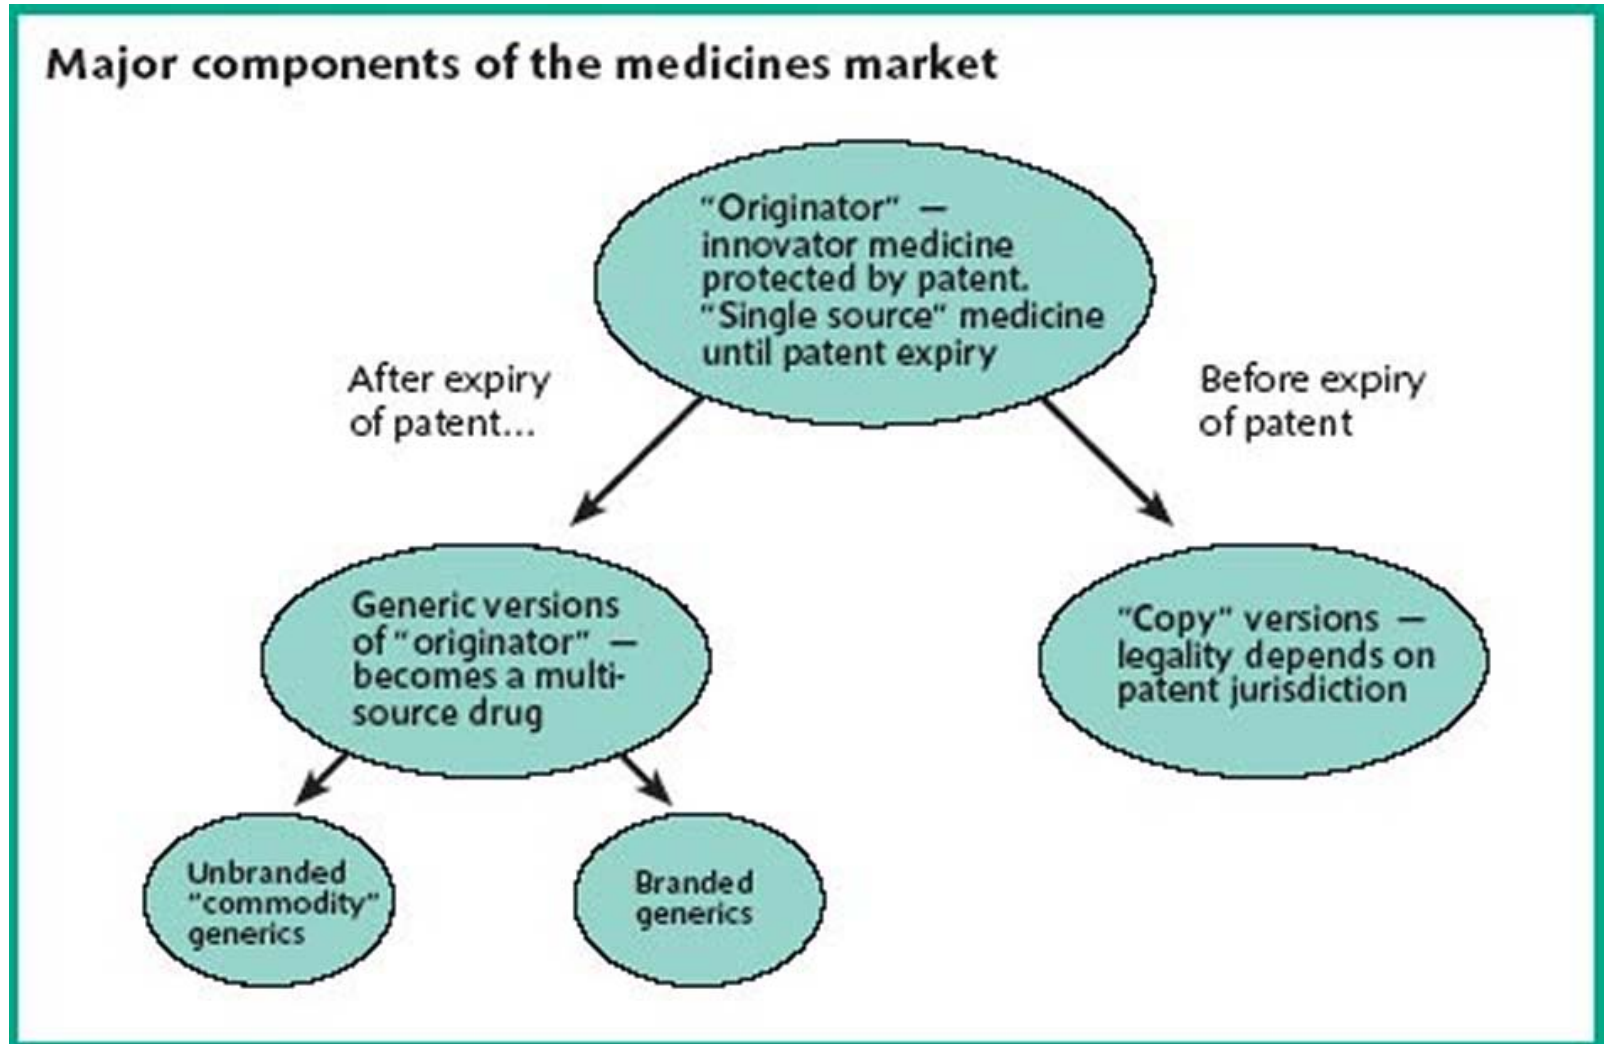 Major components of the medicines market
"Originator" —
innovator medicine
protected by patent.
"Single source" medicine
until patent expiry
After expiry
of patent...
Before expiry
of patent
Generic versions
of "originator" —
becomes a multi-
source drug
"Copy" versions —
legality depends on
patent jurisdiction
Unbranded
"commodity"
generics
Branded
generics